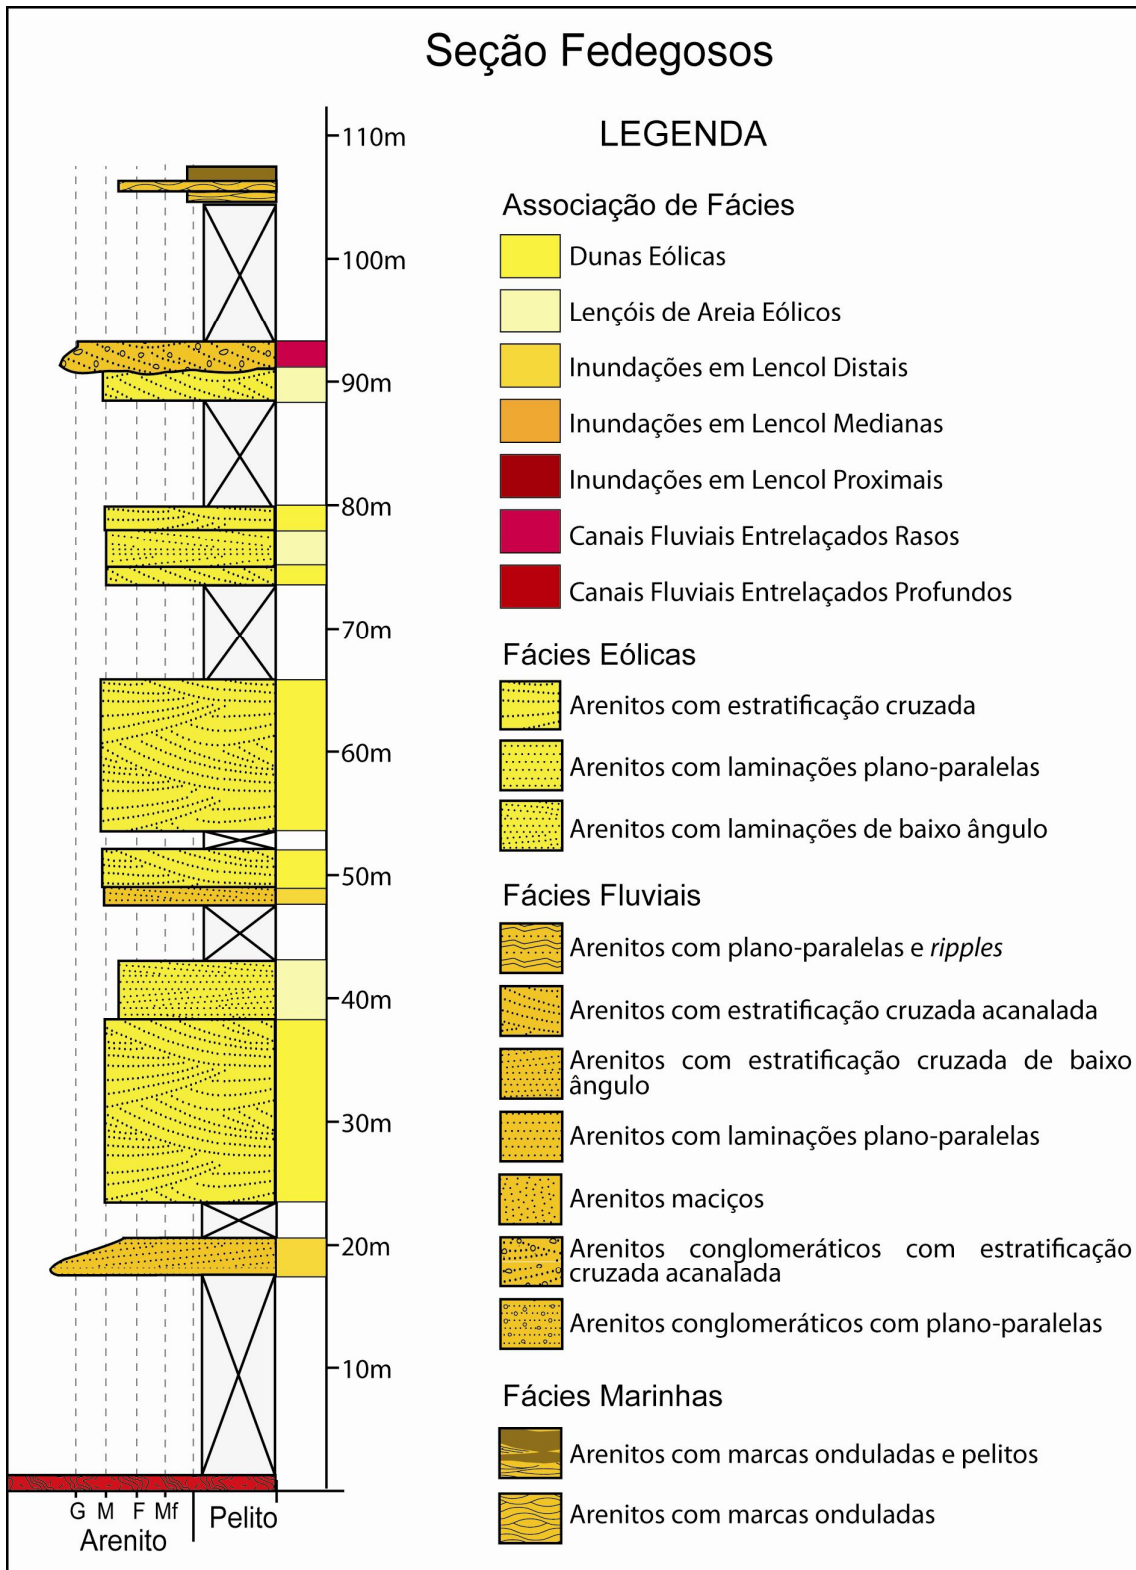 Seção Fedegosos
LEGENDA
Associação de Fácies
Dunas Eólicas
Lençóis de Areia Eólicos
Inundações em Lencol Distais
Inundações em Lencol Medianas
Inundações em Lencol Proximais
Canais Fluviais Entrelaçados Rasos
Canais Fluviais Entrelaçados Profundos
Fácies Eólicas
Arenitos com estratificação cruzada
Arenitos com laminações plano-paralelas
Arenitos com laminações de baixo ângulo
Fácies Fluviais
Arenitos com plano-paralelas e ripples
Arenitos com estratificação cruzada acanalada
Arenitos com estratificação cruzada de baixo
ângulo
Arenitos com laminações plano-paralelas
Arenitos maciços
Arenitos conglomeráticos com estratificação
cruzada acanalada
Arenitos conglomeráticos com plano-paralelas
Fácies Marinhas
Arenitos com marcas onduladas e pelitos
Arenitos com marcas onduladas
110m
100m
90m
80m
70m
60m
50m
40m
30m
20m
10m
G M F Mf
Arenito
Pelito